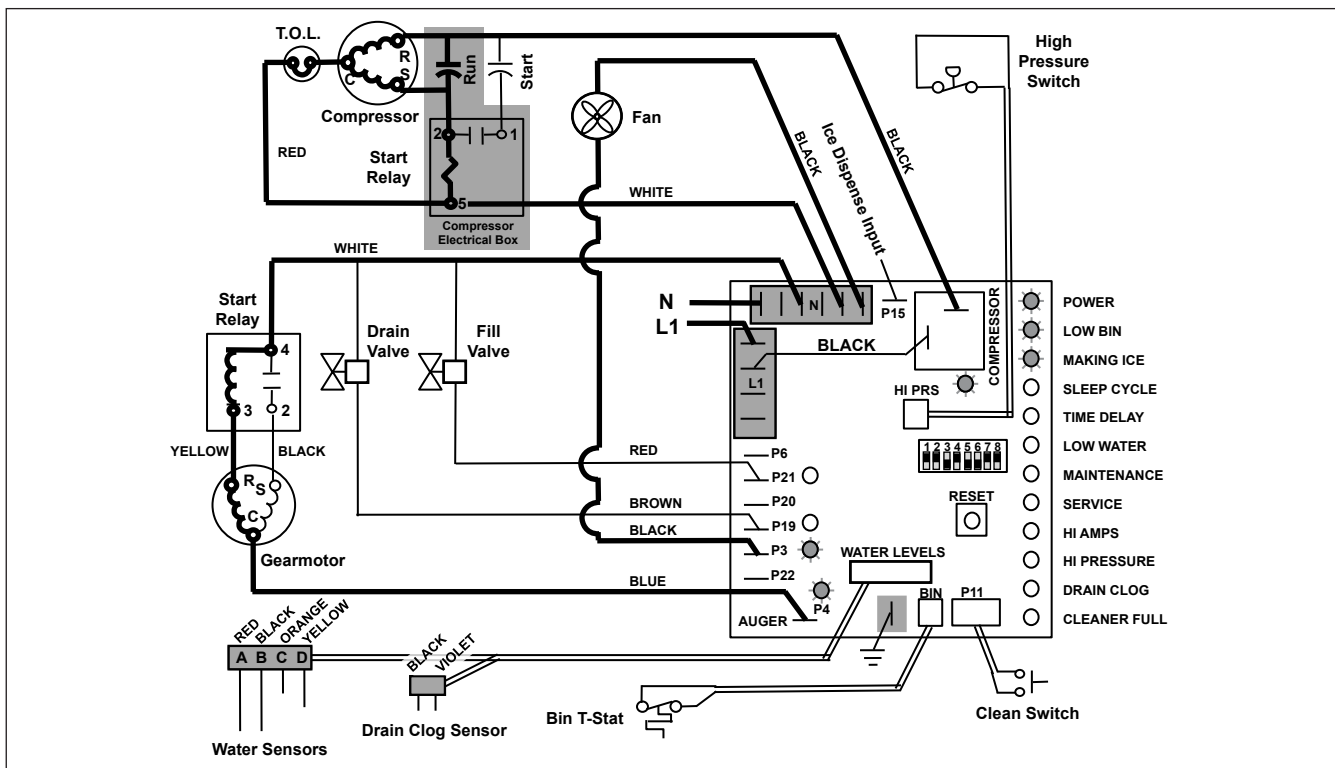 T.O.L.
R
S
C
Compressor
Run
Start
2
1
Start
Relay
5
Compressor
Electrical Box
RED
WHITE
Fan
BLACK
Ice Dispense Input
BLACK
High
Pressure
Switch
WHITE
Start
Relay
4
3
2
YELLOW
BLACK
R
S
C
Gearmotor
Drain
Valve
Fill
Valve
N
L1
N
P15
BLACK
L1
COMPRESSOR
HI PRS
1 2 3 4 5 6 7 8
RESET
POWER
LOW BIN
MAKING ICE
SLEEP CYCLE
TIME DELAY
LOW WATER
MAINTENANCE
SERVICE
HI AMPS
HI PRESSURE
DRAIN CLOG
CLEANER FULL
RED
P6
P21
P20
BROWN
P19
BLACK
P3
P22
BLUE
P4
AUGER
WATER LEVELS
BIN
P11
RED
BLACK
ORANGE
YELLOW
A B C D
Water Sensors
BLACK
VIOLET
Drain Clog Sensor
Bin T-Stat
Clean Switch